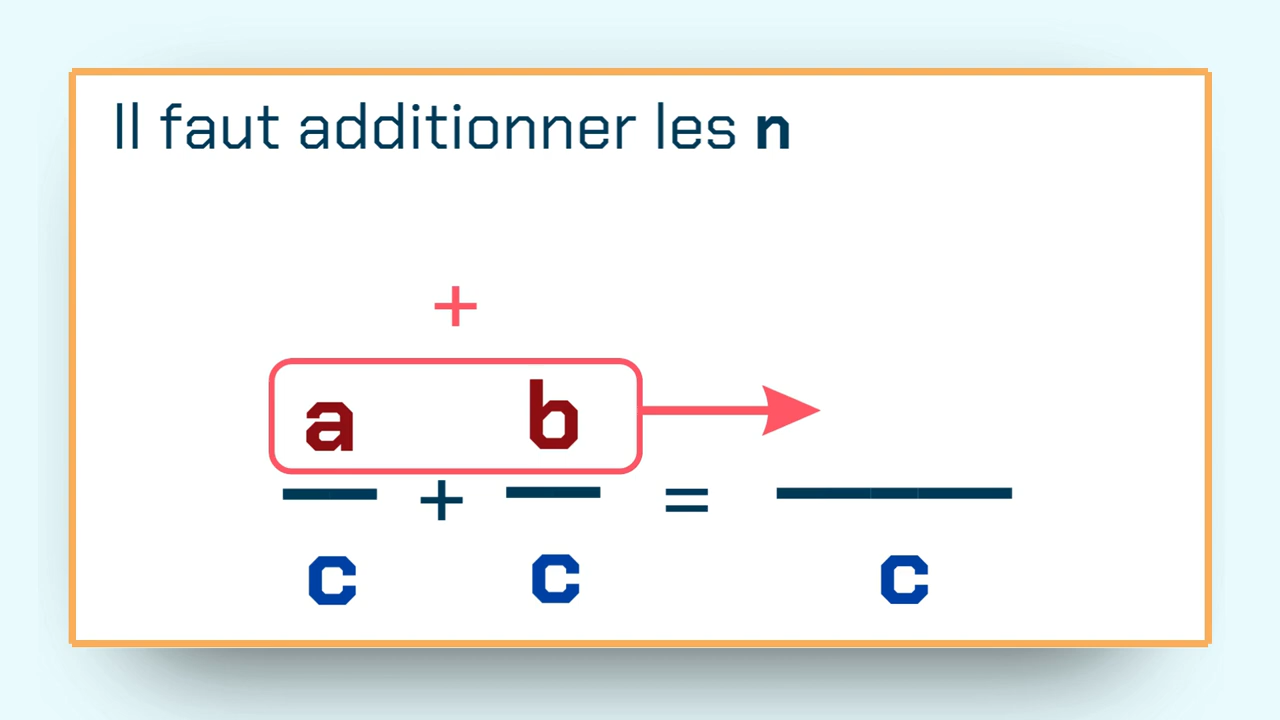 Il faut additionner les n
+
a b
+ =
c c c